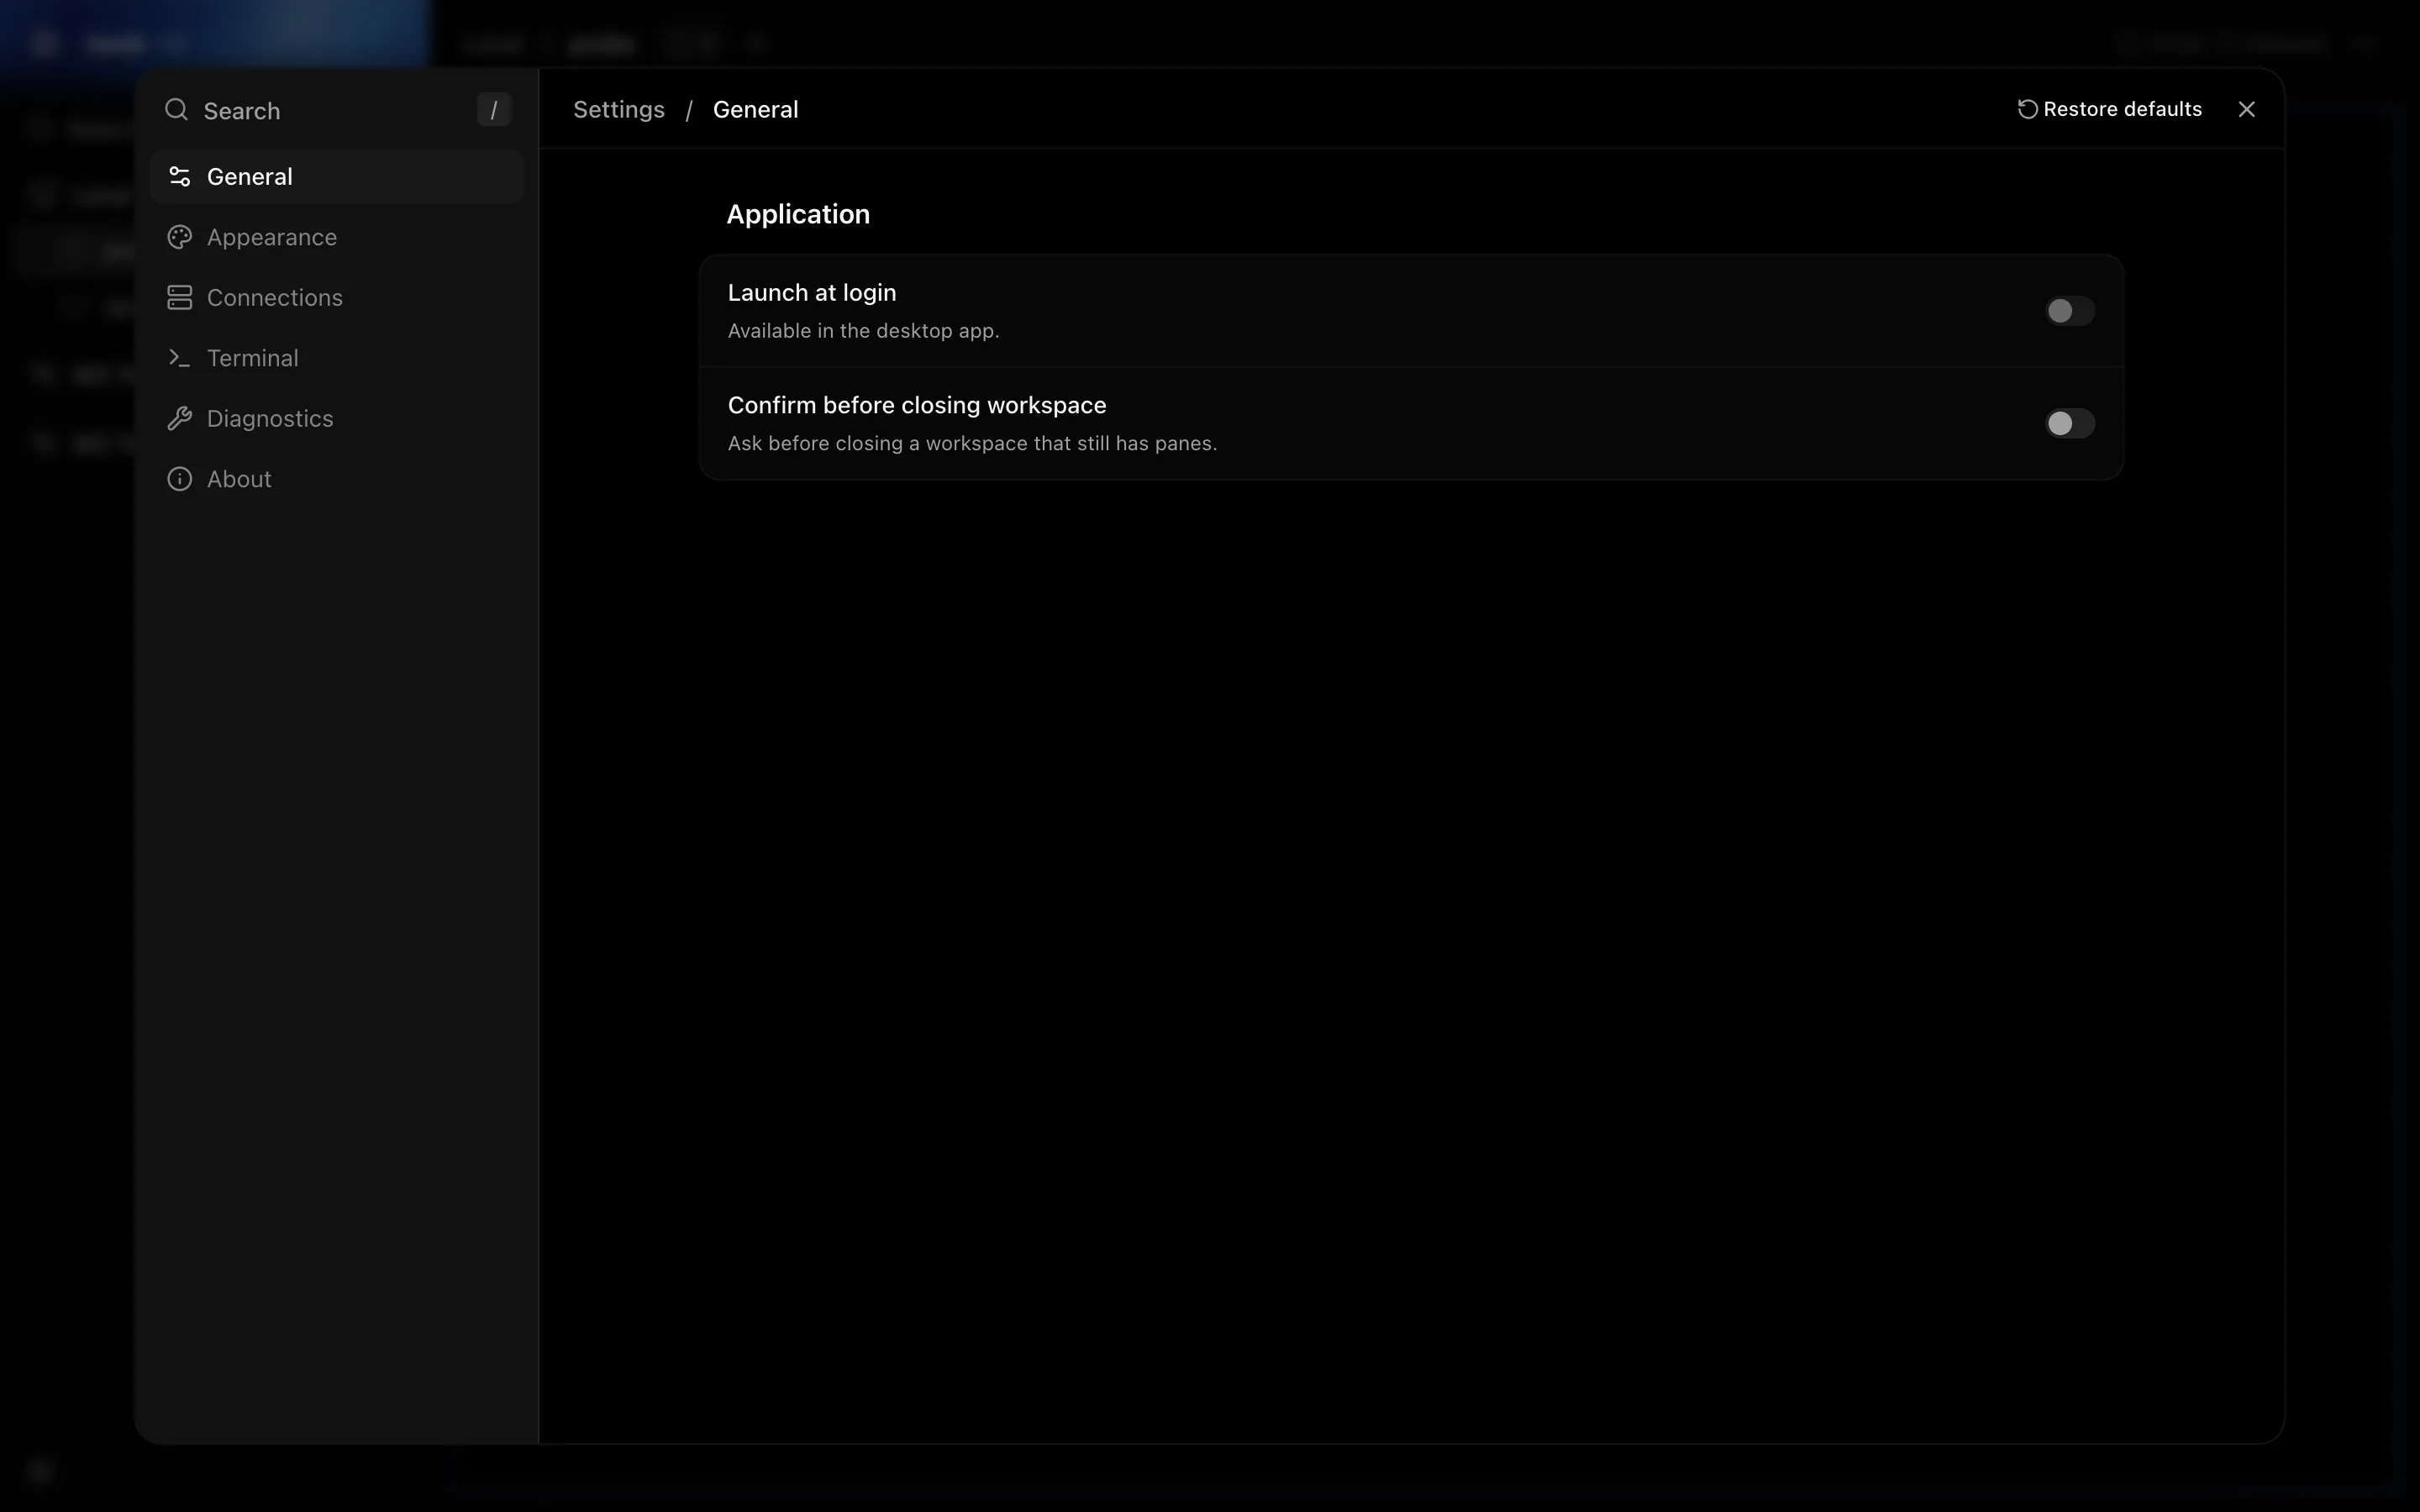 Search /
General
Appearance
Connections
Terminal
Diagnostics
About
Settings / General
Restore defaults
Application
Launch at login
Available in the desktop app.
Confirm before closing workspace
Ask before closing a workspace that still has panes.